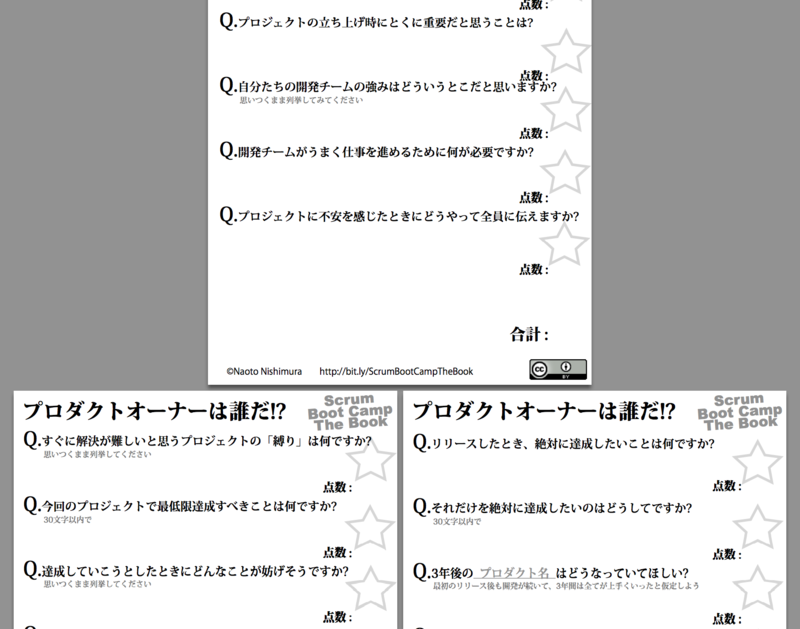 点数 :
Q.プロジェクトの立ち上げ時にとくに重要だと思うことは?
点数 :
Q.自分たちの開発チームの強みはどういうとこだと思いますか?
思いつくまま列挙してみてください
点数 :
Q.開発チームがうまく仕事を進めるために何が必要ですか?
点数 :
Q.プロジェクトに不安を感じたときにどうやって全員に伝えますか?
点数 :
合計 :
©Naoto Nishimura http://bit.ly/ScrumBootCampTheBook
cc BY
プロダクトオーナーは誰だ!?
Scrum
Boot Camp
The Book
Q.すぐに解決が難しいと思うプロジェクトの「縛り」は何ですか?
思いつくまま列挙してください
点数 :
Q.今回のプロジェクトで最低限達成すべきことは何ですか?
30文字以内で
点数 :
Q.達成していこうとしたときにどんなことが妨げそうですか?
思いつくまま列挙してください
点数 :
プロダクトオーナーは誰だ!?
Scrum
Boot Camp
The Book
Q.リリースしたとき、絶対に達成したいことは何ですか?
点数 :
Q.それだけを絶対に達成したいのはどうしてですか?
30文字以内で
点数 :
Q.3年後の プロダクト名 はどうなっていてほしい?
最初のリリース後も開発が続いて、3年間は全てが上手くいったと仮定しよう
点数 :